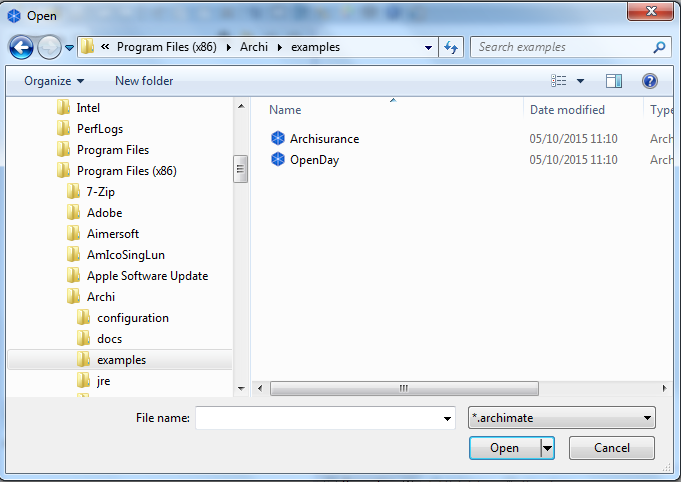 Open
« Program Files (x86) Archi examples
Search examples
Organize New folder
Intel
PerfLogs
Program Files
Program Files (x86)
7-Zip
Adobe
Aimersoft
AmIcoSingLun
Apple Software Update
Archi
configuration
docs
examples
jre
Name Date modified Type
Archisurance 05/10/2015 11:10 Arch
OpenDay 05/10/2015 11:10 Arch
File name: *.archimate
Open Cancel